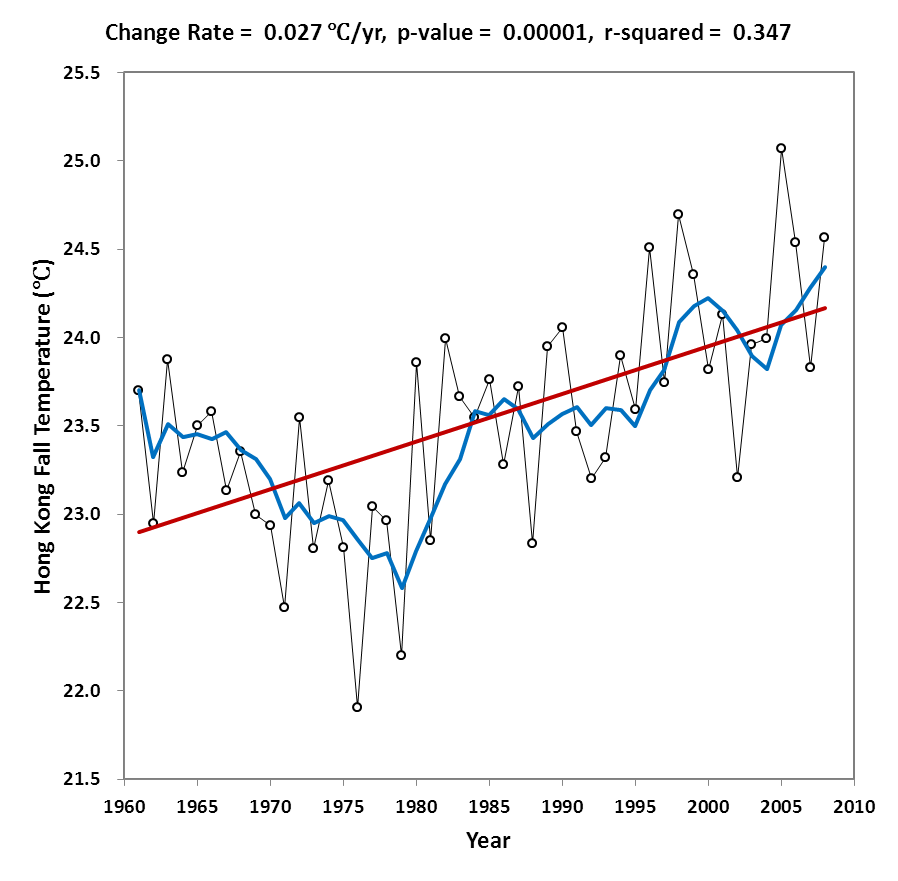 Change Rate = 0.027 °C/yr, p-value = 0.00001, r-squared = 0.347
25.5
25.0
24.5
24.0
23.5
23.0
22.5
22.0
21.5
Hong Kong Fall Temperature (°C)
1960 1965 1970 1975 1980 1985 1990 1995 2000 2005 2010
Year